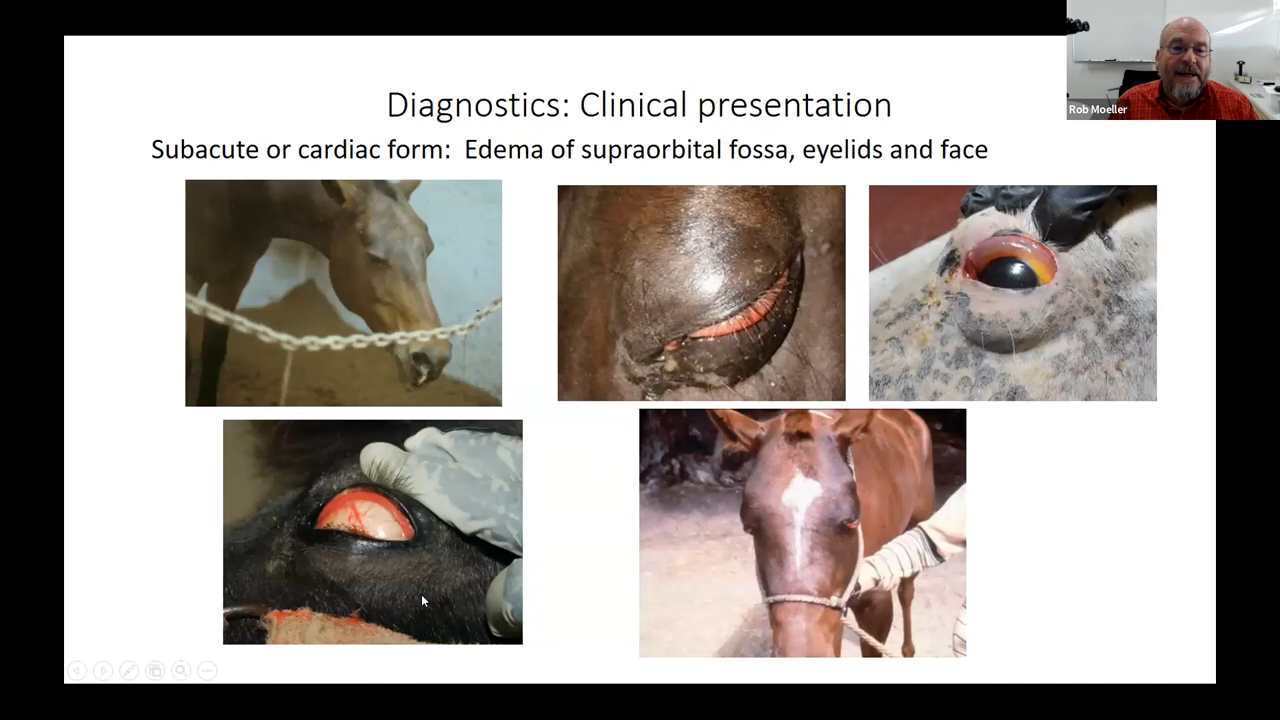 Rob Moeller
Diagnostics: Clinical presentation
Subacute or cardiac form:  Edema of supraorbital fossa, eyelids and face